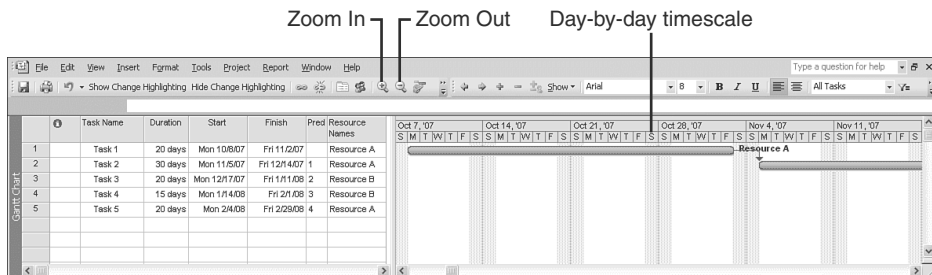 Zoom In Zoom Out Day-by-day timescale
File Edit View Insert Format Tools Project Report Window Help Type a question for help
Show Change Highlighting Hide Change Highlighting Show Arial 8 B I U All Tasks
Task Name Duration Start Finish Pred Resource Names Oct 7, '07 Oct 14, '07 Oct 21, '07 Oct 28, '07 Nov 4, '07 Nov 11, '07
S M T W T F S S M T W T F S S M T W T F S S M T W T F S S M T W T F S S M T W T F S
1 Task 1 20 days Mon 10/8/07 Fri 11/2/07 Resource A Resource A
2 Task 2 30 days Mon 11/5/07 Fri 12/14/07 1 Resource A
3 Task 3 20 days Mon 12/17/07 Fri 1/11/08 2 Resource B
4 Task 4 15 days Mon 1/14/08 Fri 2/1/08 3 Resource B
5 Task 5 20 days Mon 2/4/08 Fri 2/29/08 4 Resource A
Gantt Chart